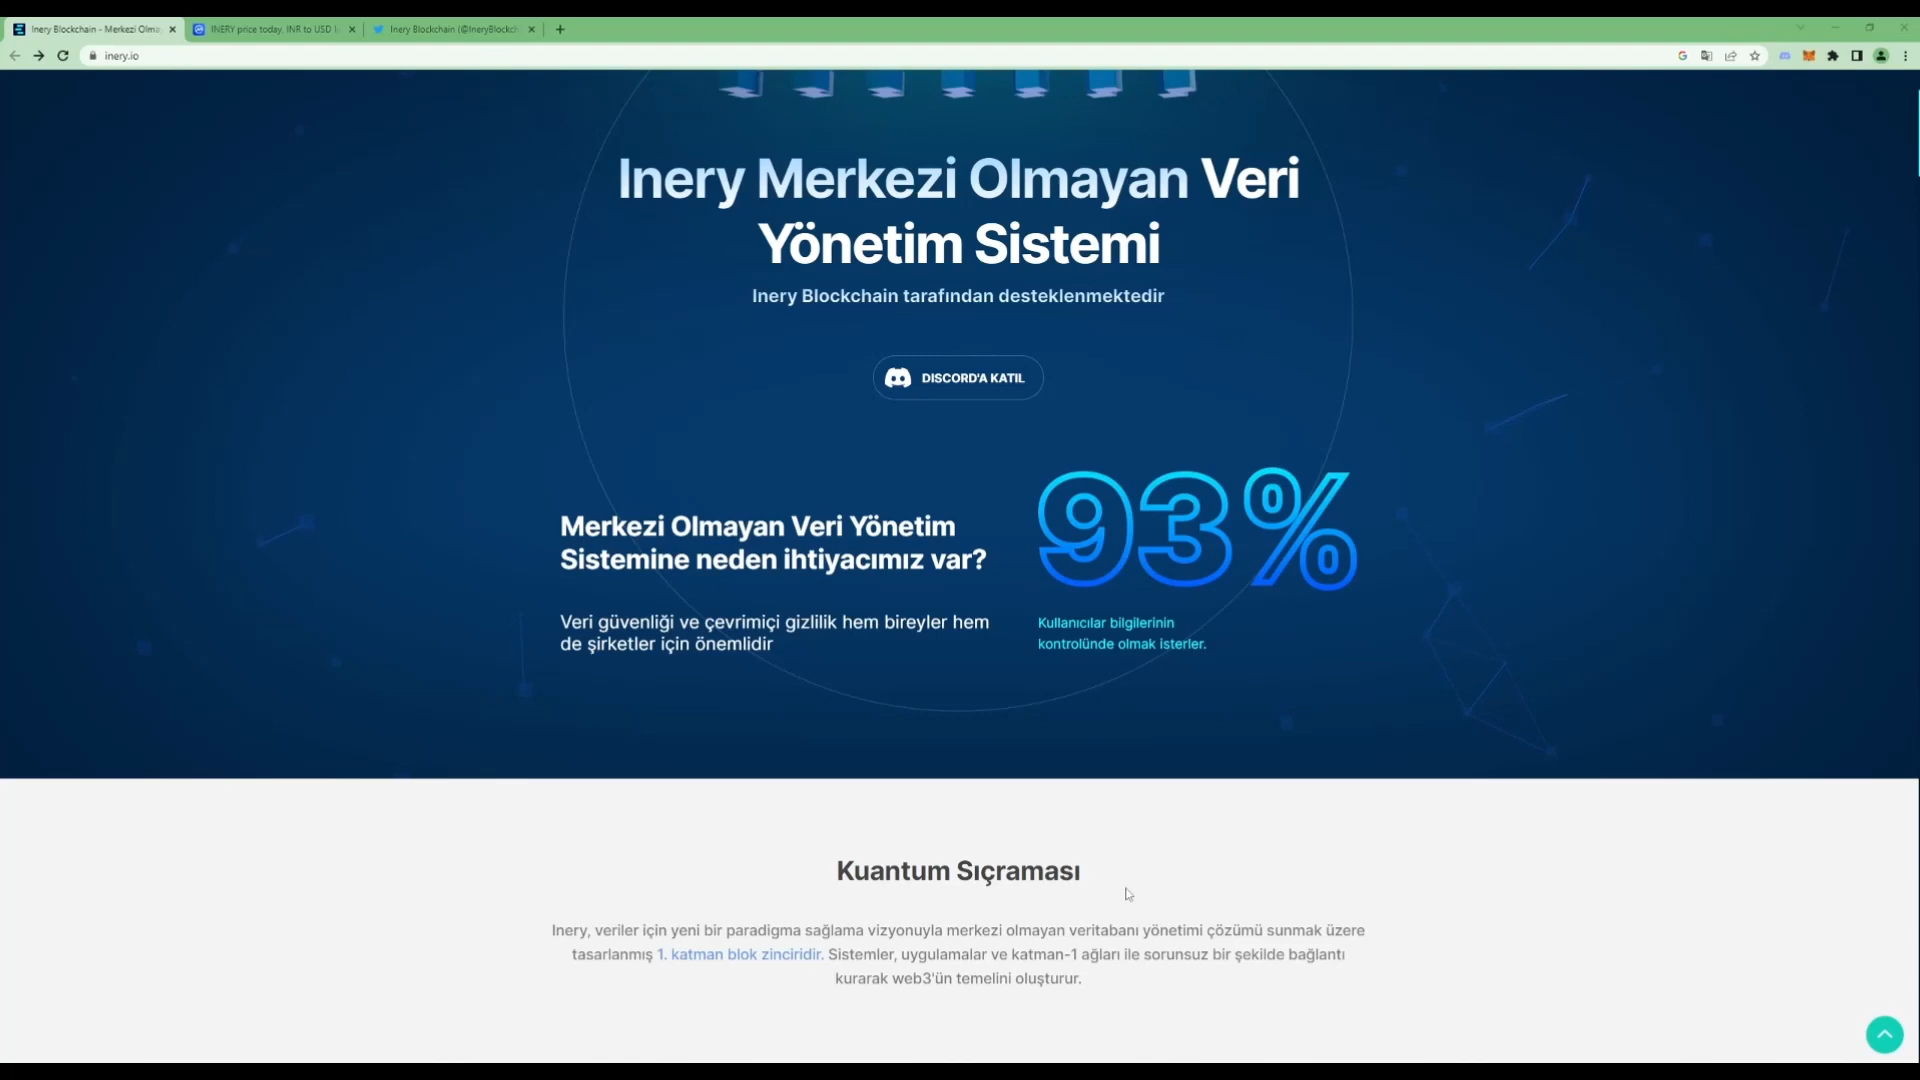 Inery Blockchain - Merkezi Olma
INERY price today, INR to USD l
Inery Blockchain (@IneryBlockch
inery.io
Inery Merkezi Olmayan Veri
Yönetim Sistemi
Inery Blockchain tarafından desteklenmektedir
DISCORD'A KATIL
Merkezi Olmayan Veri Yönetim
Sistemine neden ihtiyacımız var?
93%
Veri güvenliği ve çevrimiçi gizlilik hem bireyler hem
de şirketler için önemlidir
Kullanıcılar bilgilerinin
kontrolünde olmak isterler.
Kuantum Sıçraması
Inery, veriler için yeni bir paradigma sağlama vizyonuyla merkezi olmayan veritabanı yönetimi çözümü sunmak üzere
tasarlanmış 1. katman blok zinciridir. Sistemler, uygulamalar ve katman-1 ağları ile sorunsuz bir şekilde bağlantı
kurarak web3'ün temelini oluşturur.